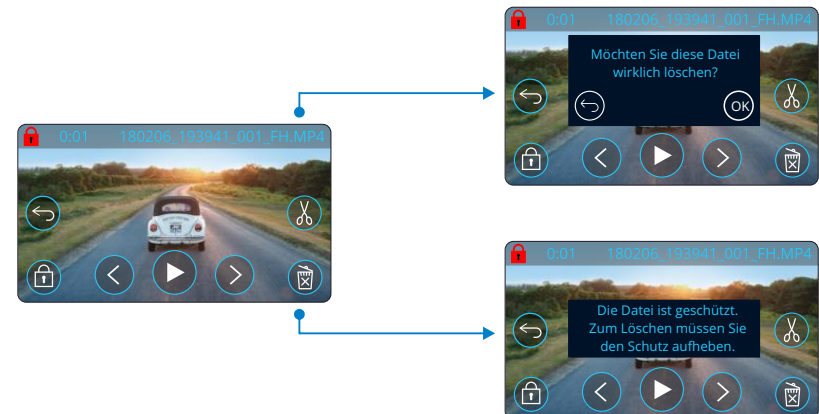 0:01 180206_193941_001_FH.MP4
0:01 180206_193941_001_FH.MP4
Möchten Sie diese Datei
wirklich löschen?
OK
0:01 180206_193941_001_FH.MP4
Die Datei ist geschützt.
Zum Löschen müssen Sie
den Schutz aufheben.